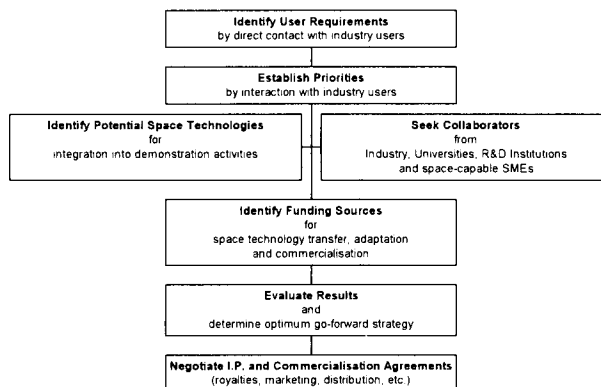 Identify User Requirements
by direct contact with industry users
Establish Priorities
by interaction with industry users
Identify Potential Space Technologies
for
integration into demonstration activities
Seek Collaborators
from
Industry, Universities, R&D Institutions
and space-capable SMEs
Identify Funding Sources
for
space technology transfer, adaptation
and commercialisation
Evaluate Results
and
determine optimum go-forward strategy
Negotiate I.P. and Commercialisation Agreements
(royalties, marketing, distribution, etc.)